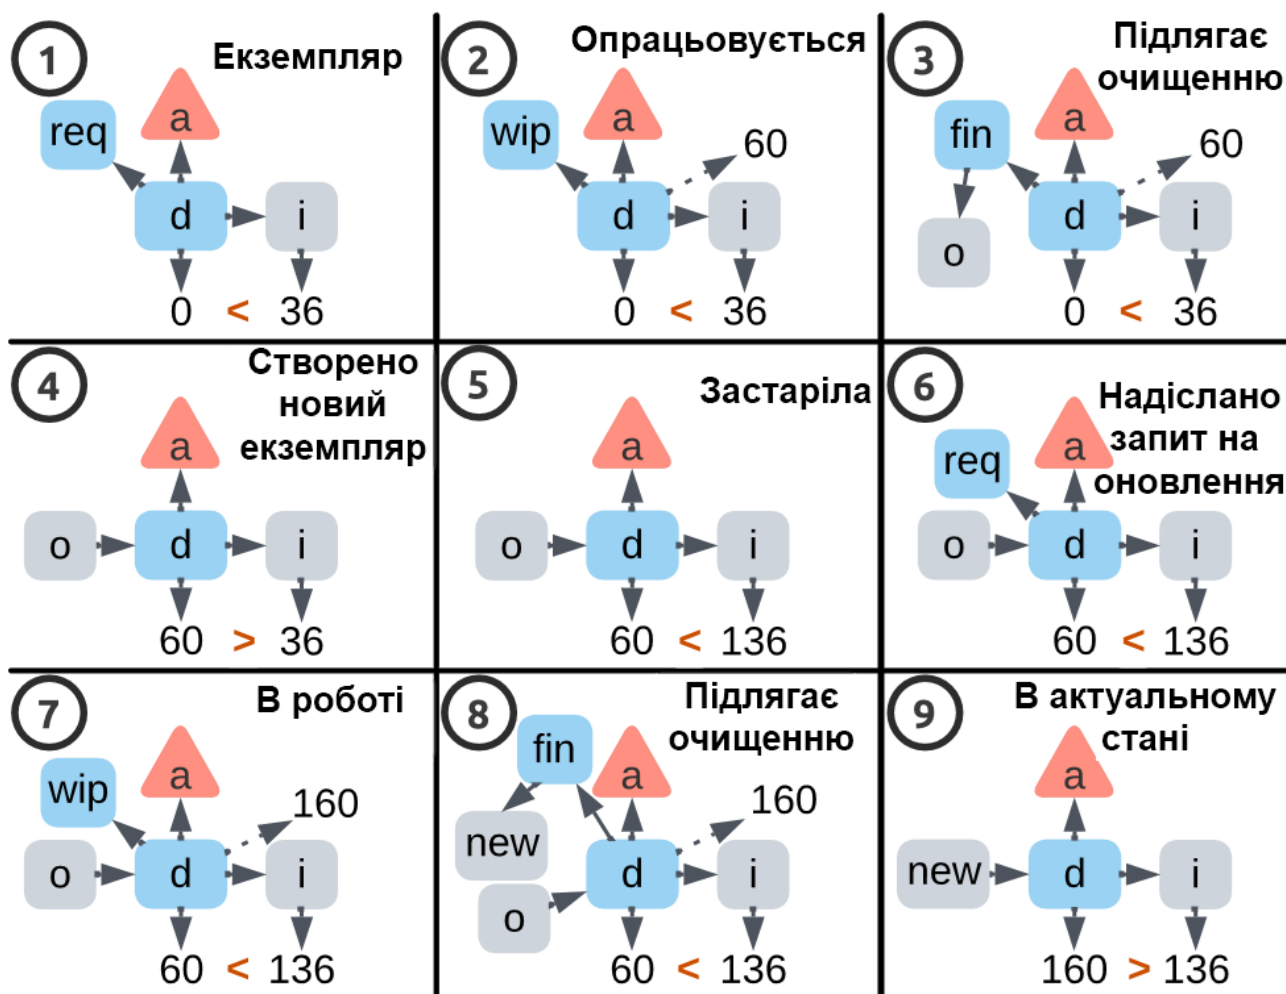 1 Екземпляр
a
req
d i
0 < 36
2 Опрацьовується
a
wip 60
d i
0 < 36
3 Підлягає
очищенню
a
fin 60
d i
o
0 < 36
4 Створено
новий
екземпляр
a
o d i
60 > 36
5 Застаріла
a
o d i
60 < 136
6 Надіслано
запит на
оновлення
a
req
o d i
60 < 136
7 В роботі
a
wip 160
o d i
60 < 136
8 Підлягає
очищенню
fin a
160
new
d i
o
60 < 136
9 В актуальному
стані
a
new d i
160 > 136